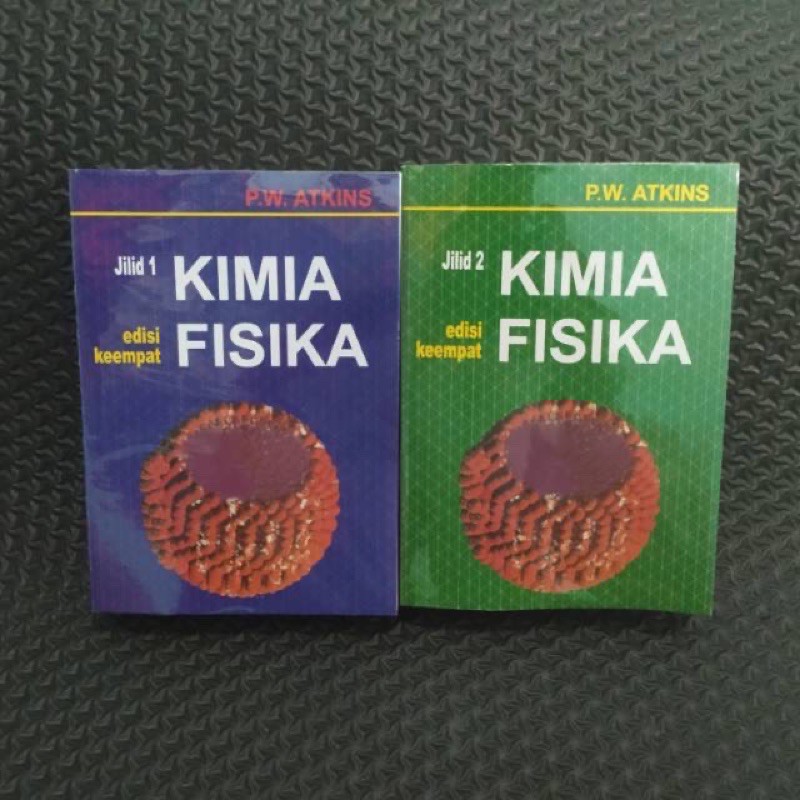 P.W. ATKINS
Jilid 1
KIMIA
edisi
keempat
FISIKA
P.W. ATKINS
Jilid 2
KIMIA
edisi
keempat
FISIKA